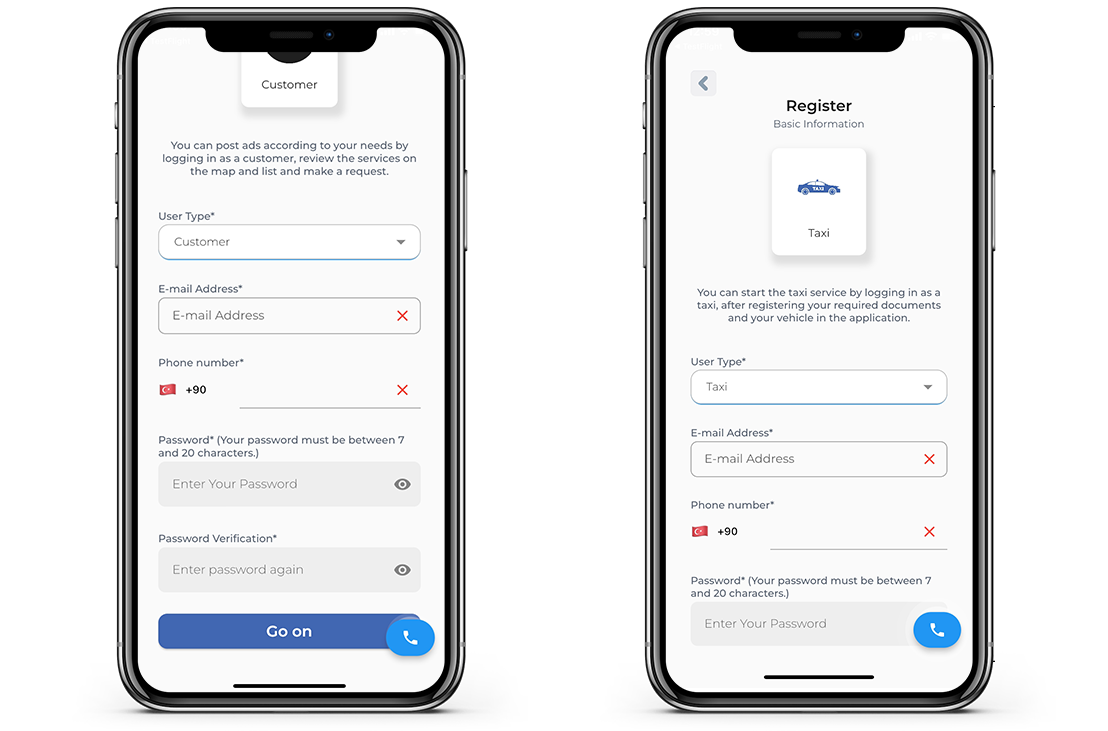 Customer
You can post ads according to your needs by
logging in as a customer, review the services on
the map and list and make a request.
User Type*
Customer
E-mail Address*
E-mail Address
Phone number*
+90
Password* (Your password must be between 7
and 20 characters.)
Enter Your Password
Password Verification*
Enter password again
Go on
Register
Basic Information
TAXI
Taxi
You can start the taxi service by logging in as a
taxi, after registering your required documents
and your vehicle in the application.
User Type*
Taxi
E-mail Address*
E-mail Address
Phone number*
+90
Password* (Your password must be between 7
and 20 characters.)
Enter Your Password